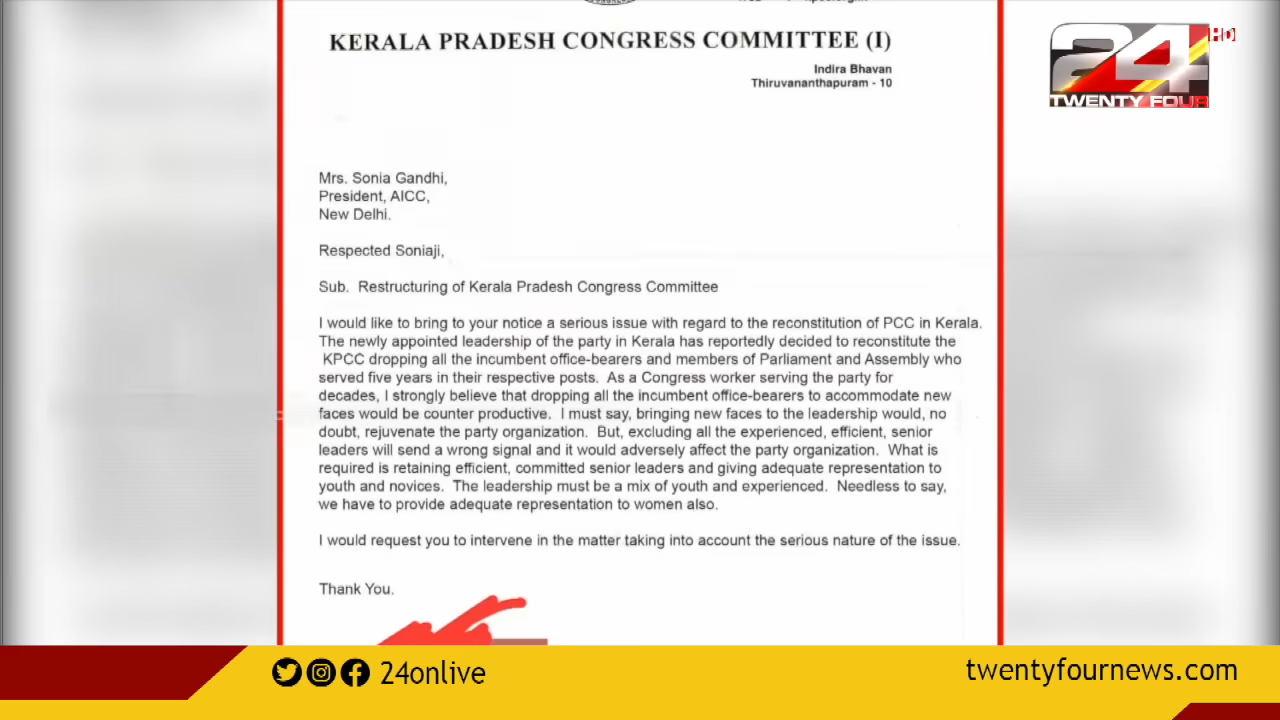 KERALA PRADESH CONGRESS COMMITTEE (I)
Indira Bhavan
Thiruvananthapuram - 10
24
HD
TWENTY FOUR
Mrs. Sonia Gandhi,
President, AICC,
New Delhi.
Respected Soniaji,
Sub. Restructuring of Kerala Pradesh Congress Committee
I would like to bring to your notice a serious issue with regard to the reconstitution of PCC in Kerala.
The newly appointed leadership of the party in Kerala has reportedly decided to reconstitute the
KPCC dropping all the incumbent office-bearers and members of Parliament and Assembly who
served five years in their respective posts. As a Congress worker serving the party for
decades, I strongly believe that dropping all the incumbent office-bearers to accommodate new
faces would be counter productive. I must say, bringing new faces to the leadership would, no
doubt, rejuvenate the party organization. But, excluding all the experienced, efficient, senior
leaders will send a wrong signal and it would adversely affect the party organization. What is
required is retaining efficient, committed senior leaders and giving adequate representation to
youth and novices. The leadership must be a mix of youth and experienced. Needless to say,
we have to provide adequate representation to women also.
I would request you to intervene in the matter taking into account the serious nature of the issue.
Thank You.
24onlive
twentyfournews.com